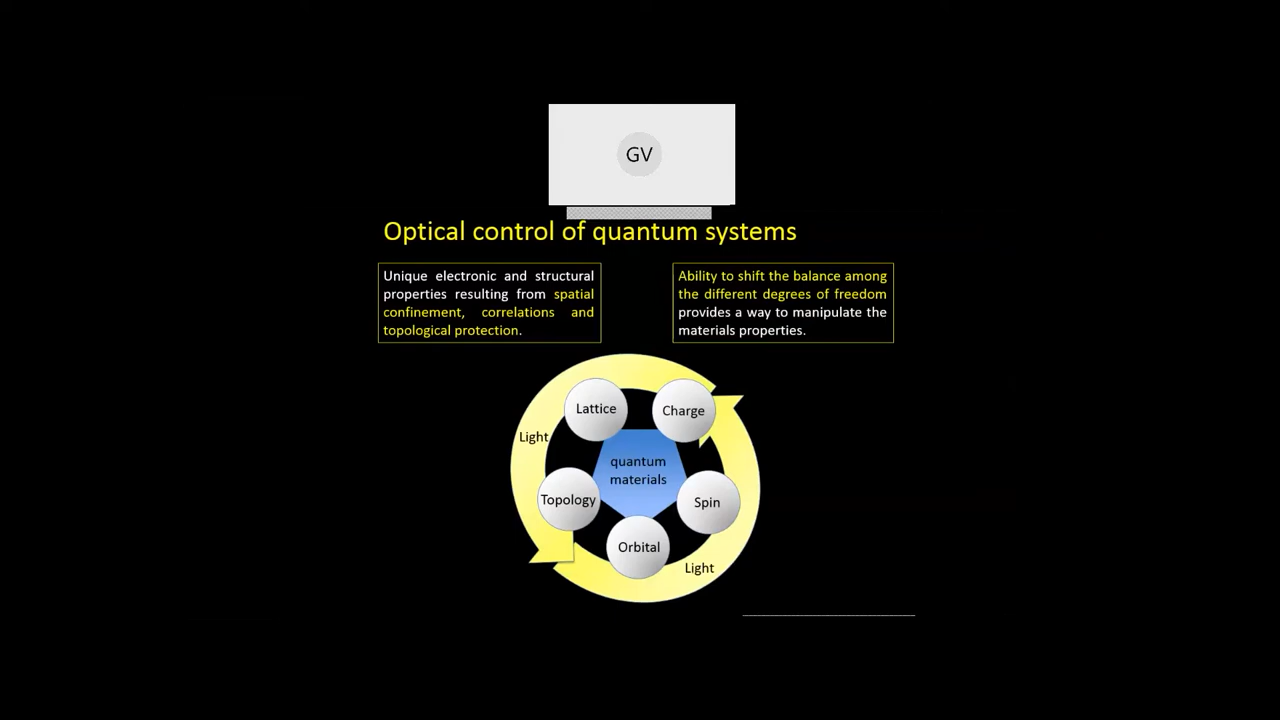 GV
Optical control of quantum systems
Unique electronic and structural
properties resulting from spatial
confinement, correlations and
topological protection.
Ability to shift the balance among
the different degrees of freedom
provides a way to manipulate the
materials properties.
Lattice
Charge
Light
quantum
materials
Topology
Spin
Orbital
Light